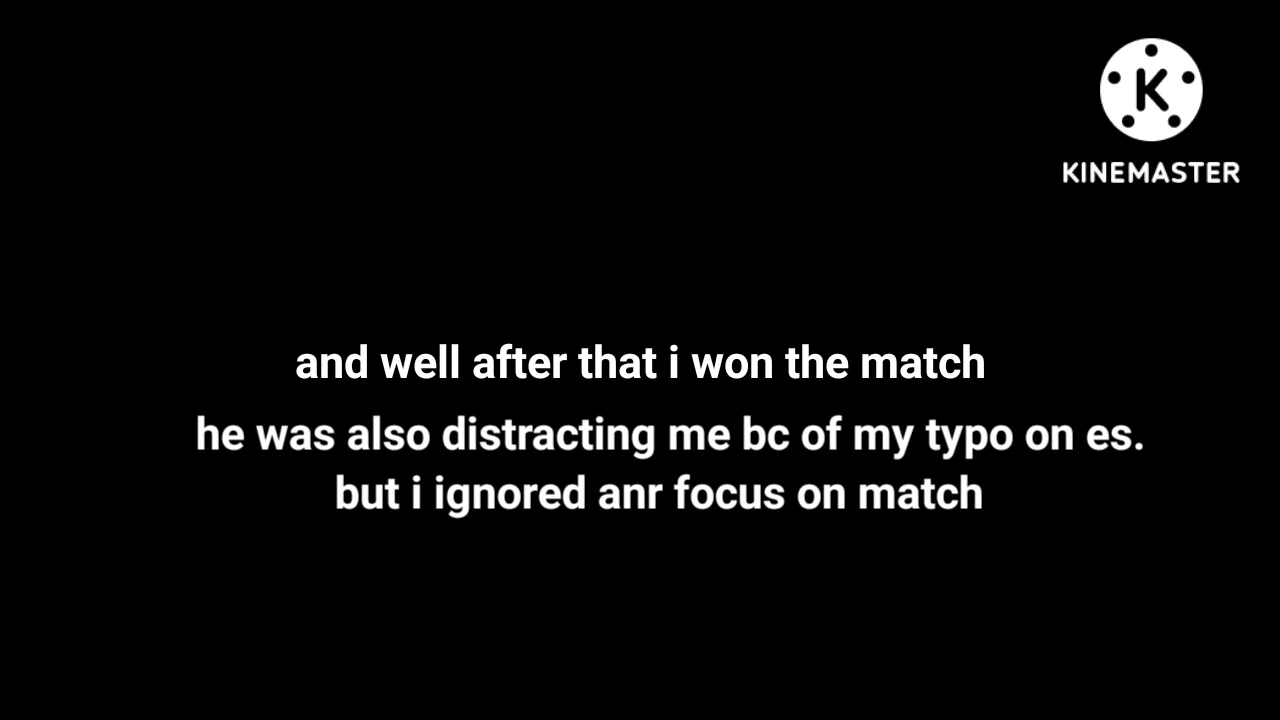 K
KINEMASTER
and well after that i won the match
he was also distracting me bc of my typo on es.
but i ignored anr focus on match